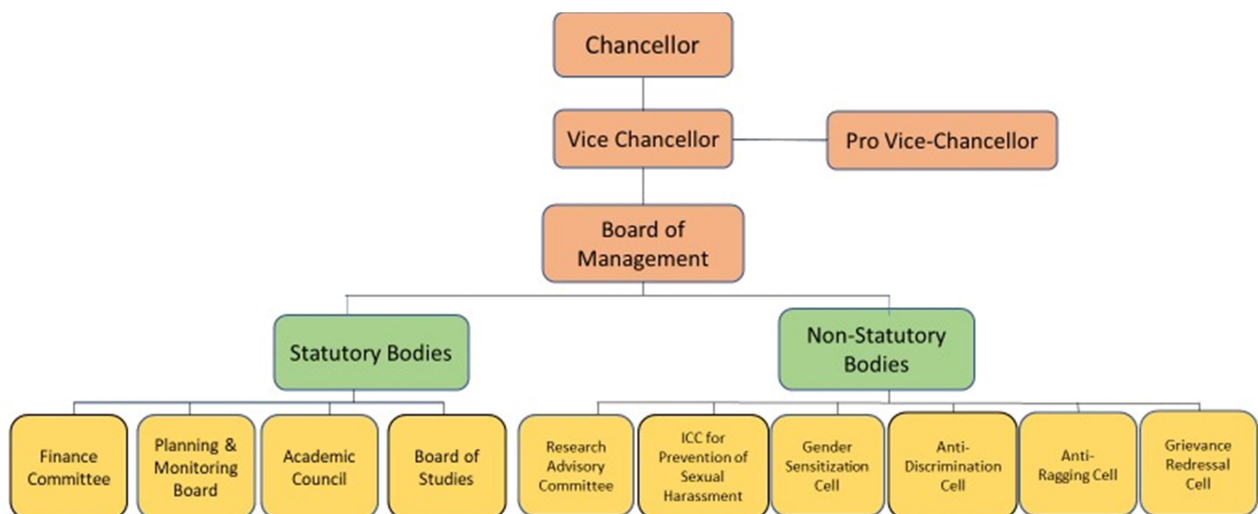 Chancellor
Vice Chancellor
Pro Vice-Chancellor
Board of
Management
Statutory Bodies
Non-Statutory
Bodies
Finance
Committee
Planning &
Monitoring
Board
Academic
Council
Board of
Studies
Research
Advisory
Committee
ICC for
Prevention of
Sexual
Harassment
Gender
Sensitization
Cell
Anti-
Discrimination
Cell
Anti-
Ragging Cell
Grievance
Redressal
Cell